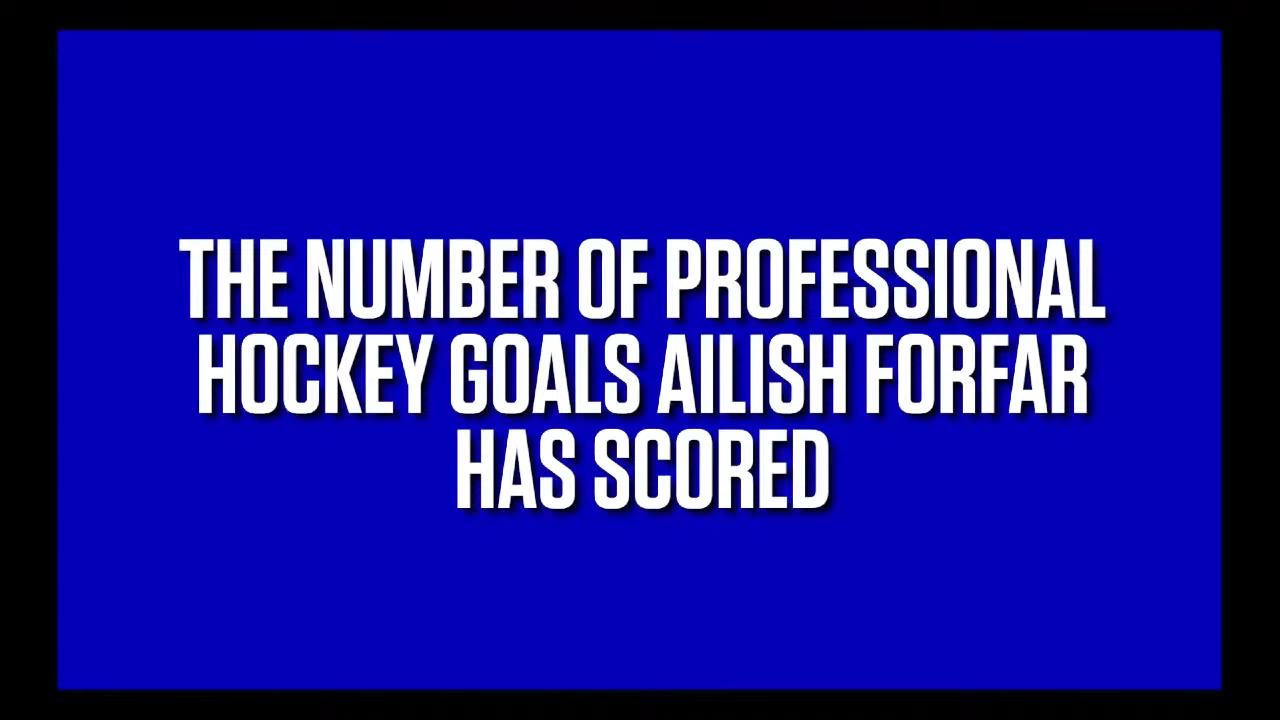 THE NUMBER OF PROFESSIONAL
HOCKEY GOALS AILISH FORFAR
HAS SCORED